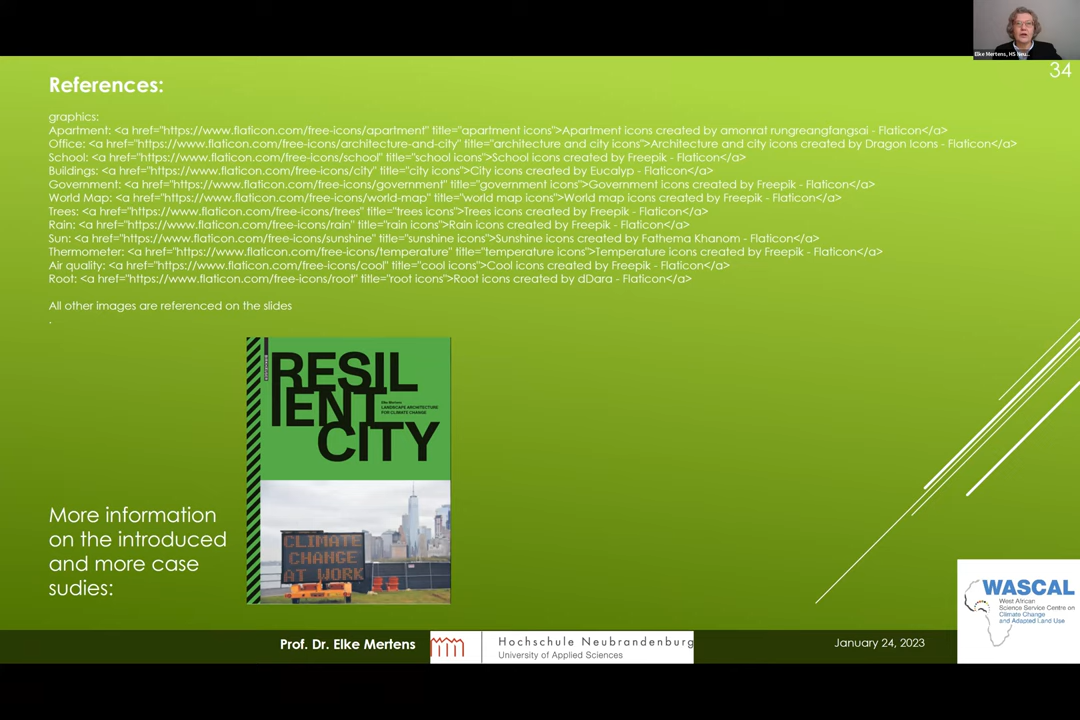 Elke Mertens, HS Neu...
34
References:
graphics:
Apartment: <a href="https://www.flaticon.com/free-icons/apartment" title="apartment icons">Apartment icons created by amonrat rungreangfangsai - Flaticon</a>
Office: <a href="https://www.flaticon.com/free-icons/architecture-and-city" title="architecture and city icons">Architecture and city icons created by Dragon Icons - Flaticon</a>
School: <a href="https://www.flaticon.com/free-icons/school" title="school icons">School icons created by Freepik - Flaticon</a>
Buildings: <a href="https://www.flaticon.com/free-icons/city" title="city icons">City icons created by Eucalyp - Flaticon</a>
Government: <a href="https://www.flaticon.com/free-icons/government" title="government icons">Government icons created by Freepik - Flaticon</a>
World Map: <a href="https://www.flaticon.com/free-icons/world-map" title="world map icons">World map icons created by Freepik - Flaticon</a>
Trees: <a href="https://www.flaticon.com/free-icons/trees" title="trees icons">Trees icons created by Freepik - Flaticon</a>
Rain: <a href="https://www.flaticon.com/free-icons/rain" title="rain icons">Rain icons created by Freepik - Flaticon</a>
Sun: <a href="https://www.flaticon.com/free-icons/sunshine" title="sunshine icons">Sunshine icons created by Fathema Khanom - Flaticon</a>
Thermometer: <a href="https://www.flaticon.com/free-icons/temperature" title="temperature icons">Temperature icons created by Freepik - Flaticon</a>
Air quality: <a href="https://www.flaticon.com/free-icons/cool" title="cool icons">Cool icons created by Freepik - Flaticon</a>
Root: <a href="https://www.flaticon.com/free-icons/root" title="root icons">Root icons created by dDara - Flaticon</a>
All other images are referenced on the slides
.
RESIL
IENT
CITY
Elke Mertens
LANDSCAPE ARCHITECTURE
FOR CLIMATE CHANGE
CLIMATE
CHANGE
AT WORK
More information
on the introduced
and more case
sudies:
WASCAL
West African
Science Service Centre on
Climate Change
and Adapted Land Use
Prof. Dr. Elke Mertens
Hochschule Neubrandenburg
University of Applied Sciences
January 24, 2023